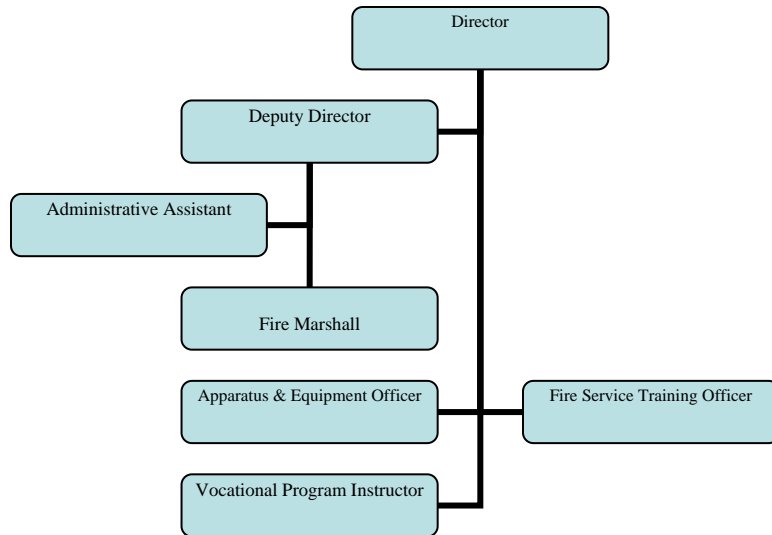 Director
Deputy Director
Administrative Assistant
Fire Marshall
Apparatus & Equipment Officer
Fire Service Training Officer
Vocational Program Instructor